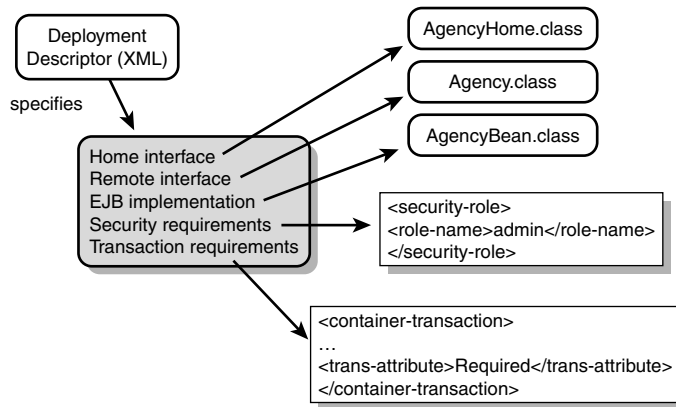 Deployment
Descriptor (XML)
specifies
Home interface
Remote interface
EJB implementation
Security requirements
Transaction requirements
AgencyHome.class
Agency.class
AgencyBean.class
<security-role>
<role-name>admin</role-name>
</security-role>
<container-transaction>
…
<trans-attribute>Required</trans-attribute>
</container-transaction>